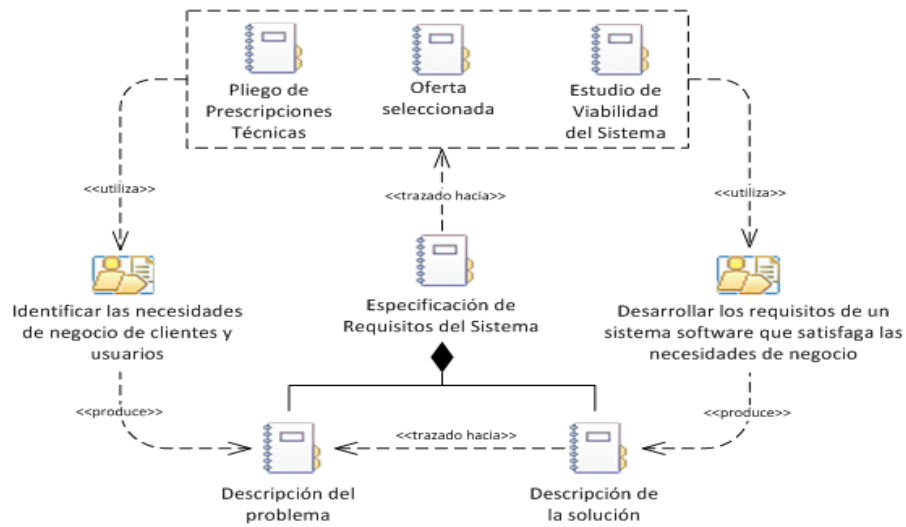 Pliego de
Prescripciones
Técnicas
Oferta
seleccionada
Estudio de
Viabilidad
del Sistema
<<utiliza>>
<<trazado hacia>>
<<utiliza>>
Identificar las necesidades
de negocio de clientes y
usuarios
Especificación de
Requisitos del Sistema
Desarrollar los requisitos de un
sistema software que satisfaga las
necesidades de negocio
<<produce>>
<<trazado hacia>>
<<produce>>
Descripción del
problema
Descripción de
la solución